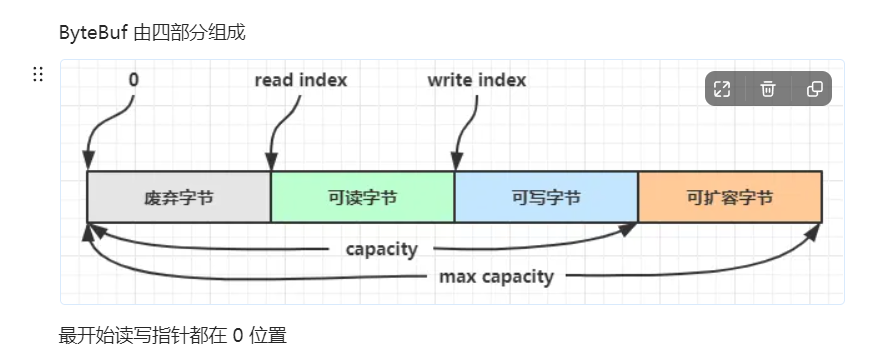 ByteBuf 由四部分组成
0 read index write index
废弃字节 可读字节 可写字节 可扩容字节
capacity
max capacity
最开始读写指针都在 0 位置